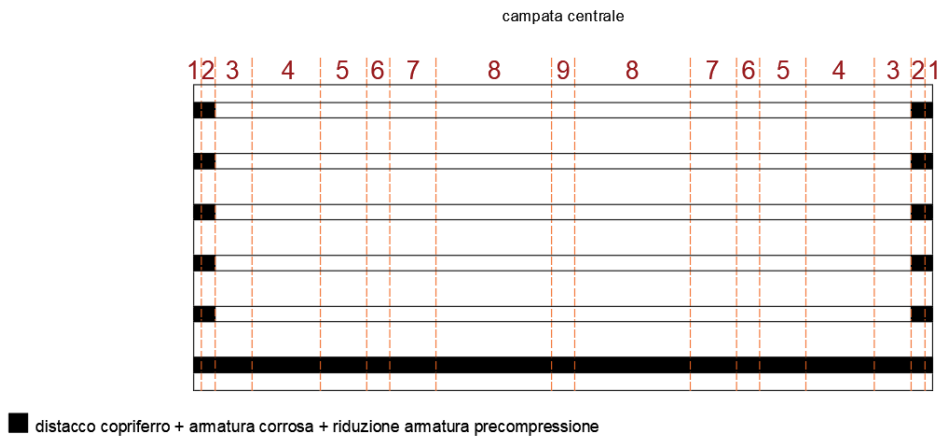 campata centrale
1 2 3 4 5 6 7 8 9 8 7 6 5 4 3 2 1
distacco copriferro + armatura corrosa + riduzione armatura precompressione